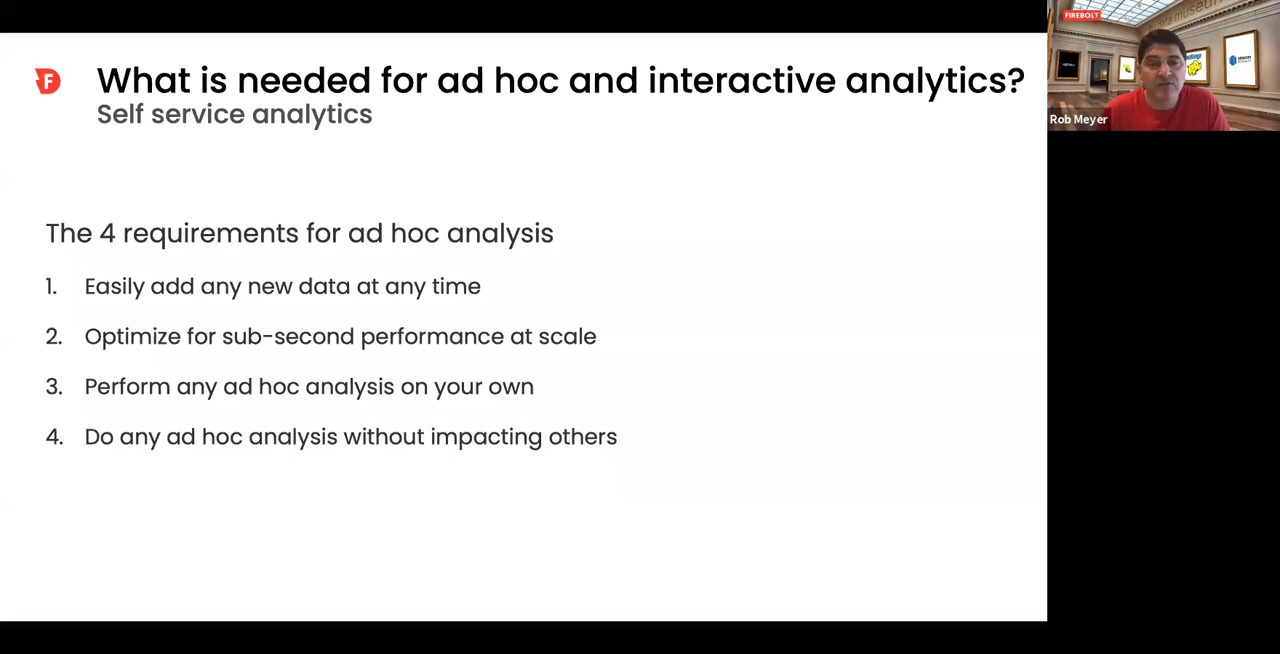 What is needed for ad hoc and interactive analytics?
Self service analytics
The 4 requirements for ad hoc analysis
1. Easily add any new data at any time
2. Optimize for sub-second performance at scale
3. Perform any ad hoc analysis on your own
4. Do any ad hoc analysis without impacting others
FIREBOLT
Rob Meyer